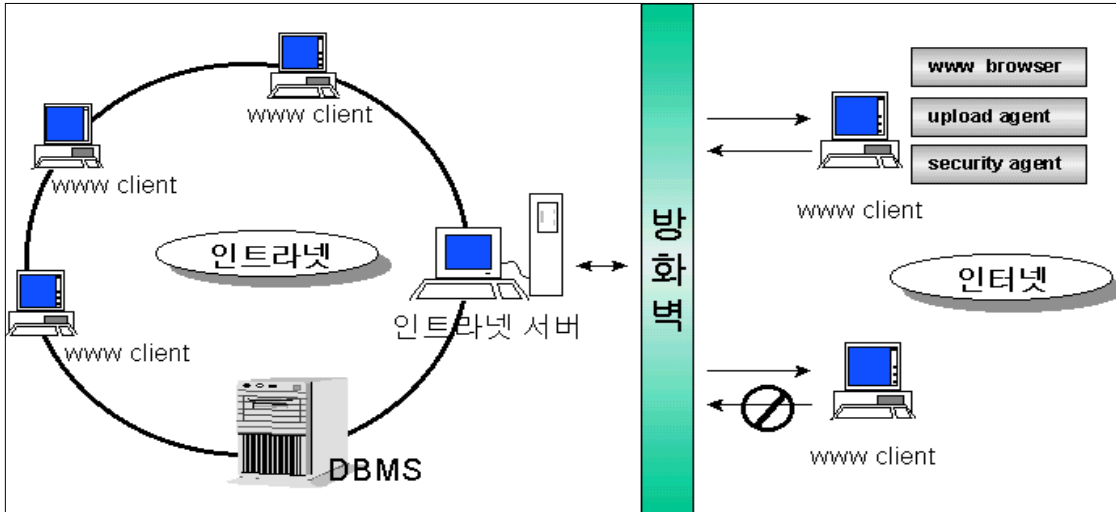 www client
www client
인트라넷
www client
인트라넷 서버
DBMS
방화벽
www browser
upload agent
security agent
www client
인터넷
www client